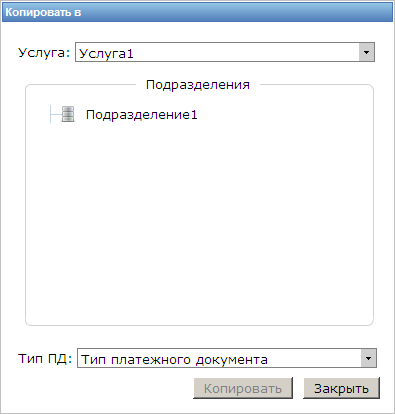 Копировать в
Услуга: Услуга1
Подразделения
Подразделение1
Тип ПД: Тип платежного документа
Копировать Закрыть